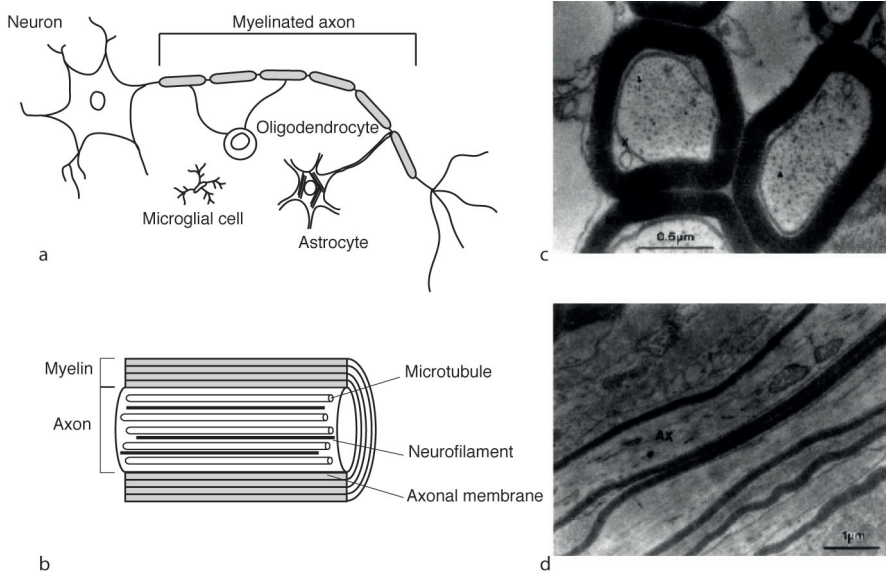 Neuron
Myelinated axon
Oligodendrocyte
Microglial cell
Astrocyte
a
Myelin
Axon
Microtubule
Neurofilament
Axonal membrane
b
0.5µm
c
AX
1µm
d